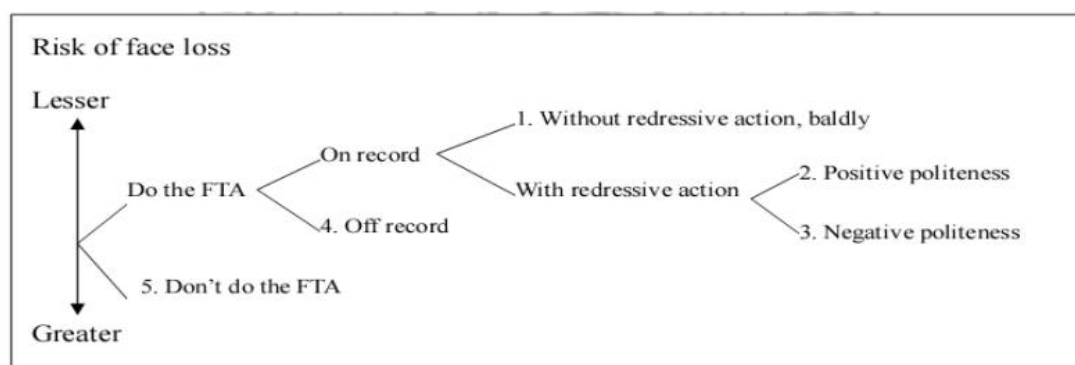 Risk of face loss
Lesser
1. Without redressive action, baldly
On record
Do the FTA
With redressive action
2. Positive politeness
4. Off record
3. Negative politeness
5. Don't do the FTA
Greater